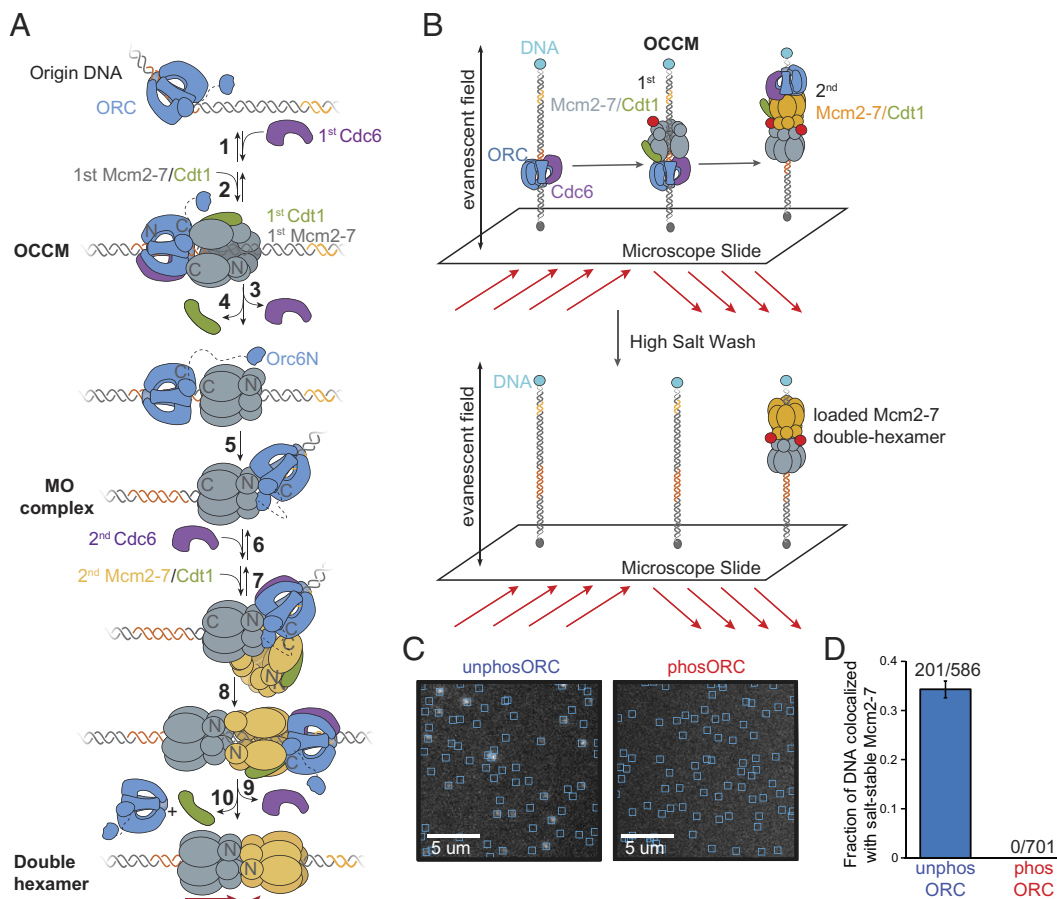 A
Origin DNA
ORC
1st Cdc6
1
1st Mcm2-7/Cdt1
2
N
C
1st Cdt1
1st Mcm2-7
OCCM
C
N
4
3
Orc6N
C
C
N
5
MO
complex
C
N
C
2nd Cdc6
6
2nd Mcm2-7/Cdt1
7
C
N
C
N
8
N
N
C
10
9
+
Double
hexamer
N
N
B
evanescent field
DNA
OCCM
1st
Mcm2-7/Cdt1
2nd
Mcm2-7/Cdt1
ORC
Cdc6
Microscope Slide
High Salt Wash
evanescent field
DNA
loaded Mcm2-7
double-hexamer
Microscope Slide
C
unphosORC
phosORC
5 um
5 um
D
Fraction of DNA colocalized
with salt-stable Mcm2-7
0.4
0.3
0.2
0.1
0
201/586
0/701
unphos
ORC
phos
ORC